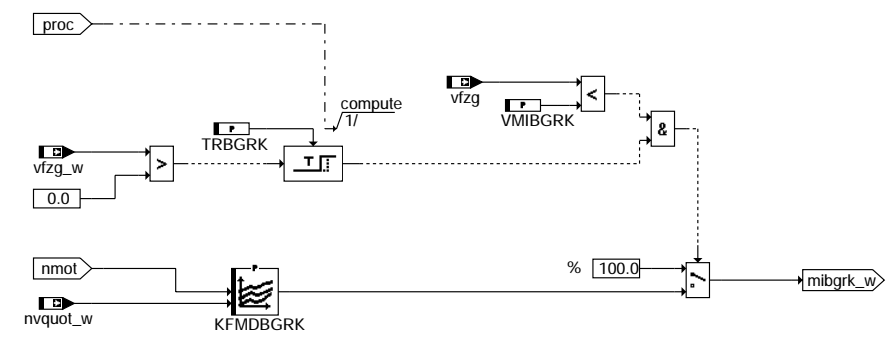 proc
compute
1/
vfzg
<
VMIBGRK
&
P
TRBGRK
T
vfzg_w
>
0.0
P
nmot
nvquot_w
P
KFMDBGRK
% 100.0
mibgrk_w